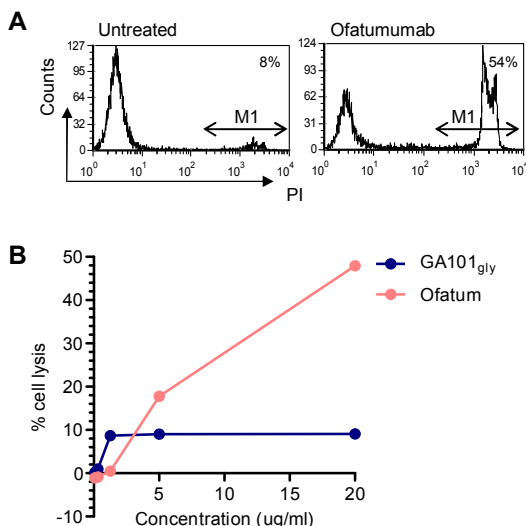 A
Untreated
Ofatumumab
Counts
127
95
64
32
0
8%
M1
10^0 10^1 10^2 10^3 10^4
124
93
62
31
0
54%
M1
10^0 10^1 10^2 10^3 10^4
PI
B
% cell lysis
50
40
30
20
10
0
-10
5 10 15 20
Concentration (ug/ml)
GA101gly
Ofatum